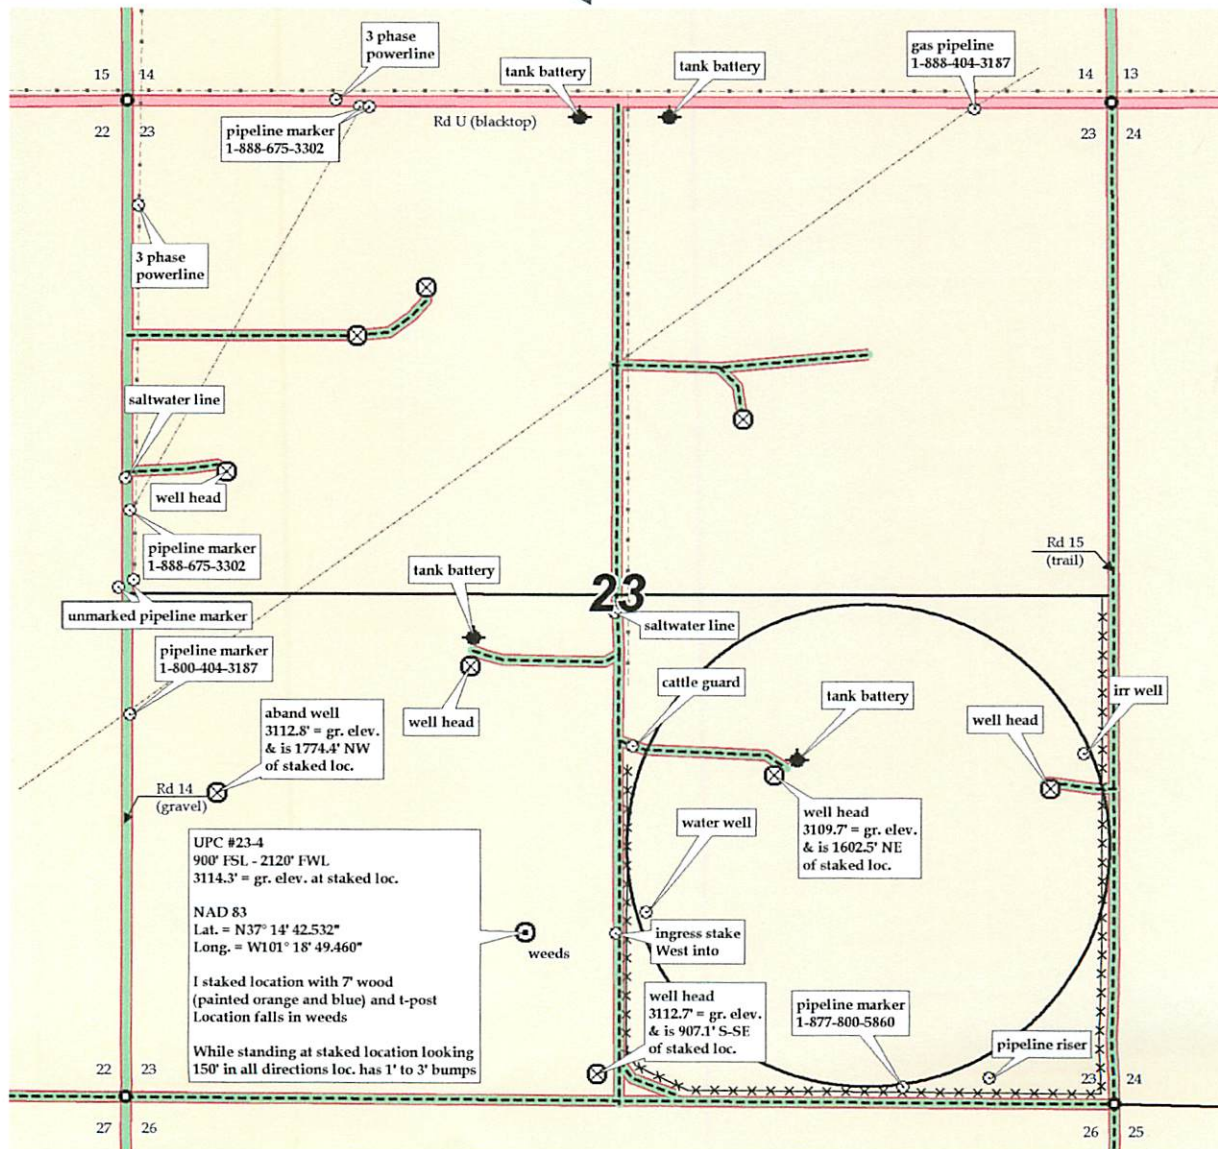 3 phase
powerline
tank battery
tank battery
gas pipeline
1-888-404-3187
15
14
14
13
22
23
pipeline marker
1-888-675-3302
Rd U (blacktop)
23
24
3 phase
powerline
saltwater line
well head
pipeline marker
1-888-675-3302
Rd 15
(trail)
tank battery
23
unmarked pipeline marker
saltwater line
pipeline marker
1-800-404-3187
cattle guard
tank battery
irr well
aband well
3112.8' = gr. elev.
& is 1774.4' NW
of staked loc.
well head
well head
Rd 14
(gravel)
water well
well head
3109.7' = gr. elev.
& is 1602.5' NE
of staked loc.
UPC #23-4
900' FSL - 2120' FWL
3114.3' = gr. elev. at staked loc.
NAD 83
Lat. = N37° 14' 42.532"
Long. = W101° 18' 49.460"
I staked location with 7' wood
(painted orange and blue) and t-post
Location falls in weeds
While standing at staked location looking
150' in all directions loc. has 1' to 3' bumps
weeds
ingress stake
West into
well head
3112.7' = gr. elev.
& is 907.1' S-SE
of staked loc.
pipeline marker
1-877-800-5860
pipeline riser
22
23
23
24
27
26
26
25